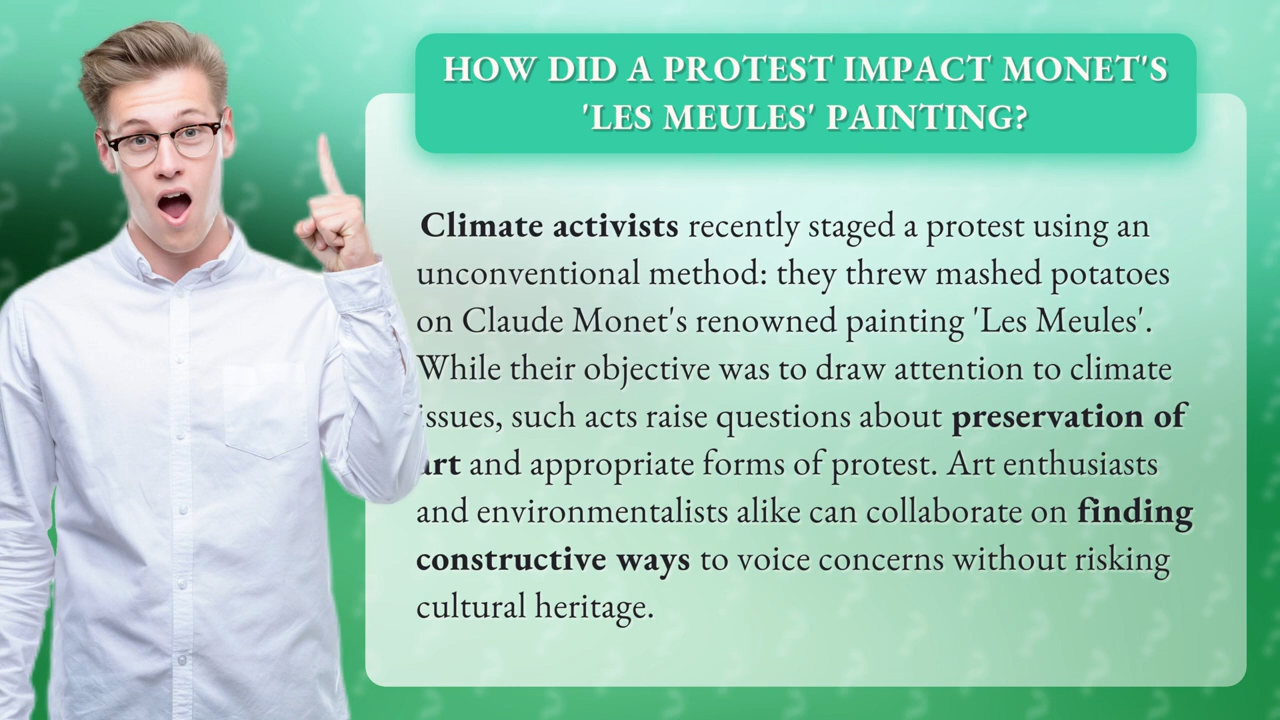 HOW DID A PROTEST IMPACT MONET'S
'LES MEULES' PAINTING?
Climate activists recently staged a protest using an
unconventional method: they threw mashed potatoes
on Claude Monet's renowned painting 'Les Meules'.
While their objective was to draw attention to climate
issues, such acts raise questions about preservation of
art and appropriate forms of protest. Art enthusiasts
and environmentalists alike can collaborate on finding
constructive ways to voice concerns without risking
cultural heritage.